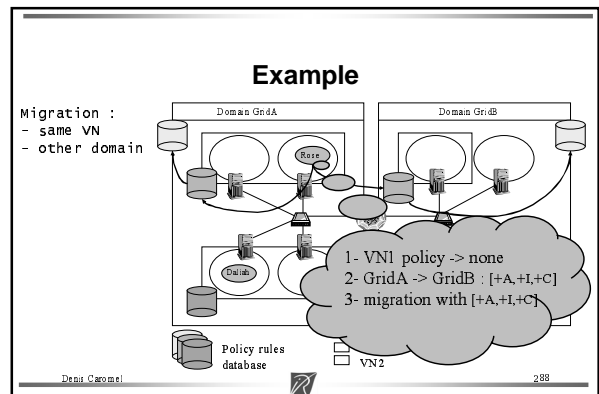 Example
Migration :
- same VN
- other domain
Domain GridA
Domain GridB
Rose
Daliah
1- VN1 policy -> none
2- GridA -> GridB : [+A,+I,+C]
3- migration with [+A,+I,+C]
Policy rules
database
VN2
Denis Caromel
288